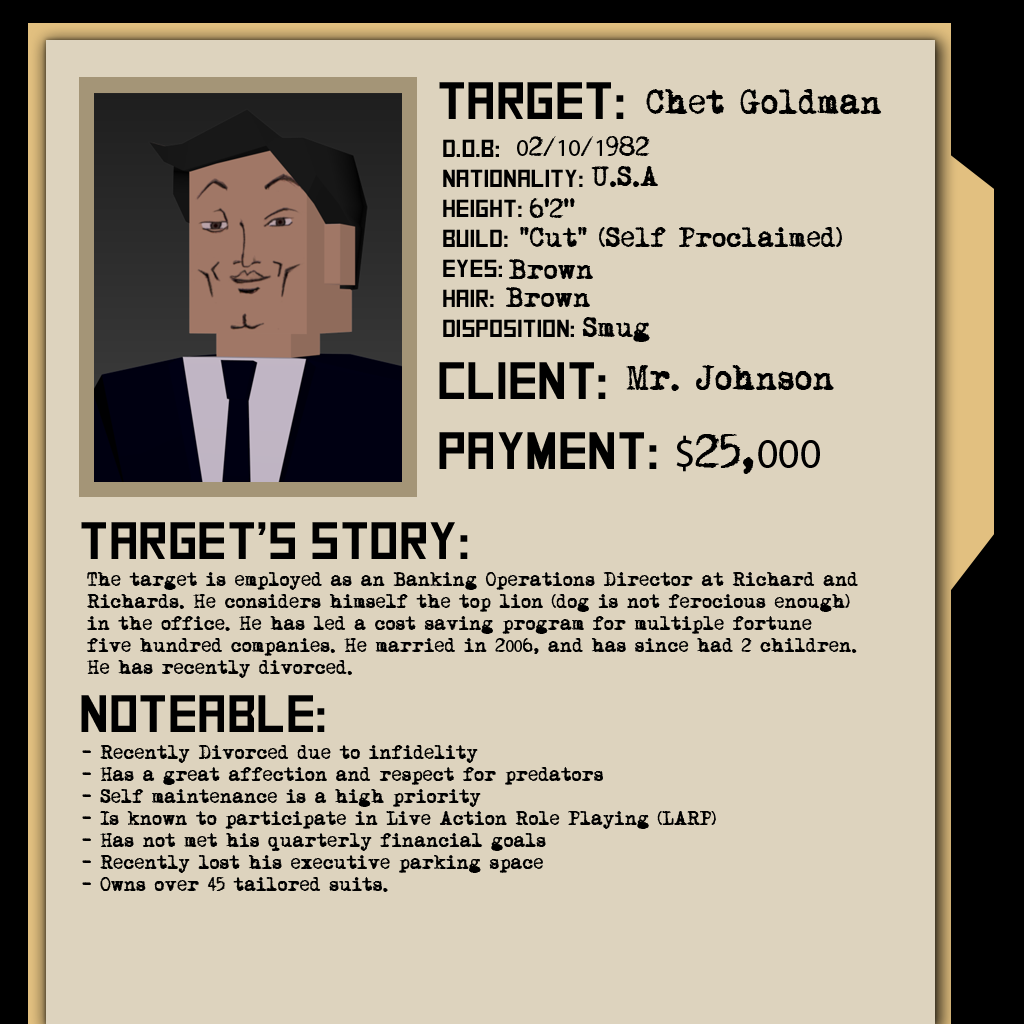 TARGET: Chet Goldman
D.O.B: 02/10/1982
NATIONALITY: U.S.A
HEIGHT: 6'2"
BUILD: "Cut" (Self Proclaimed)
EYES: Brown
HAIR: Brown
DISPOSITION: Smug
CLIENT: Mr. Johnson
PAYMENT: $25,000
TARGET'S STORY:
The target is employed as an Banking Operations Director at Richard and
Richards. He considers himself the top lion (dog is not ferocious enough)
in the office. He has led a cost saving program for multiple fortune
five hundred companies. He married in 2006, and has since had 2 children.
He has recently divorced.
NOTEABLE:
- Recently Divorced due to infidelity
- Has a great affection and respect for predators
- Self maintenance is a high priority
- Is known to participate in Live Action Role Playing (LARP)
- Has not met his quarterly financial goals
- Recently lost his executive parking space
- Owns over 45 tailored suits.